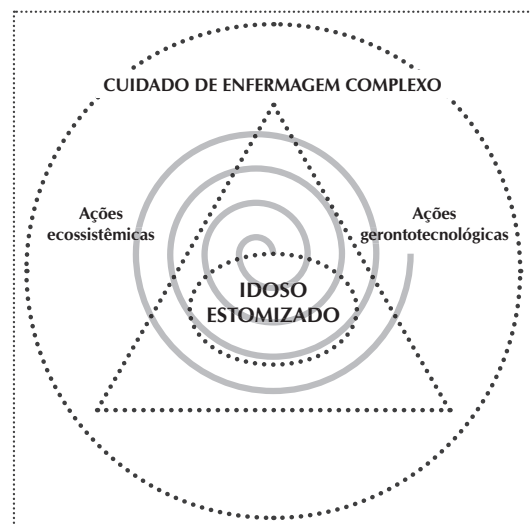 CUIDADO DE ENFERMAGEM COMPLEXO
Ações
ecossistêmicas
Ações
gerontotecnológicas
IDOSO
ESTOMIZADO